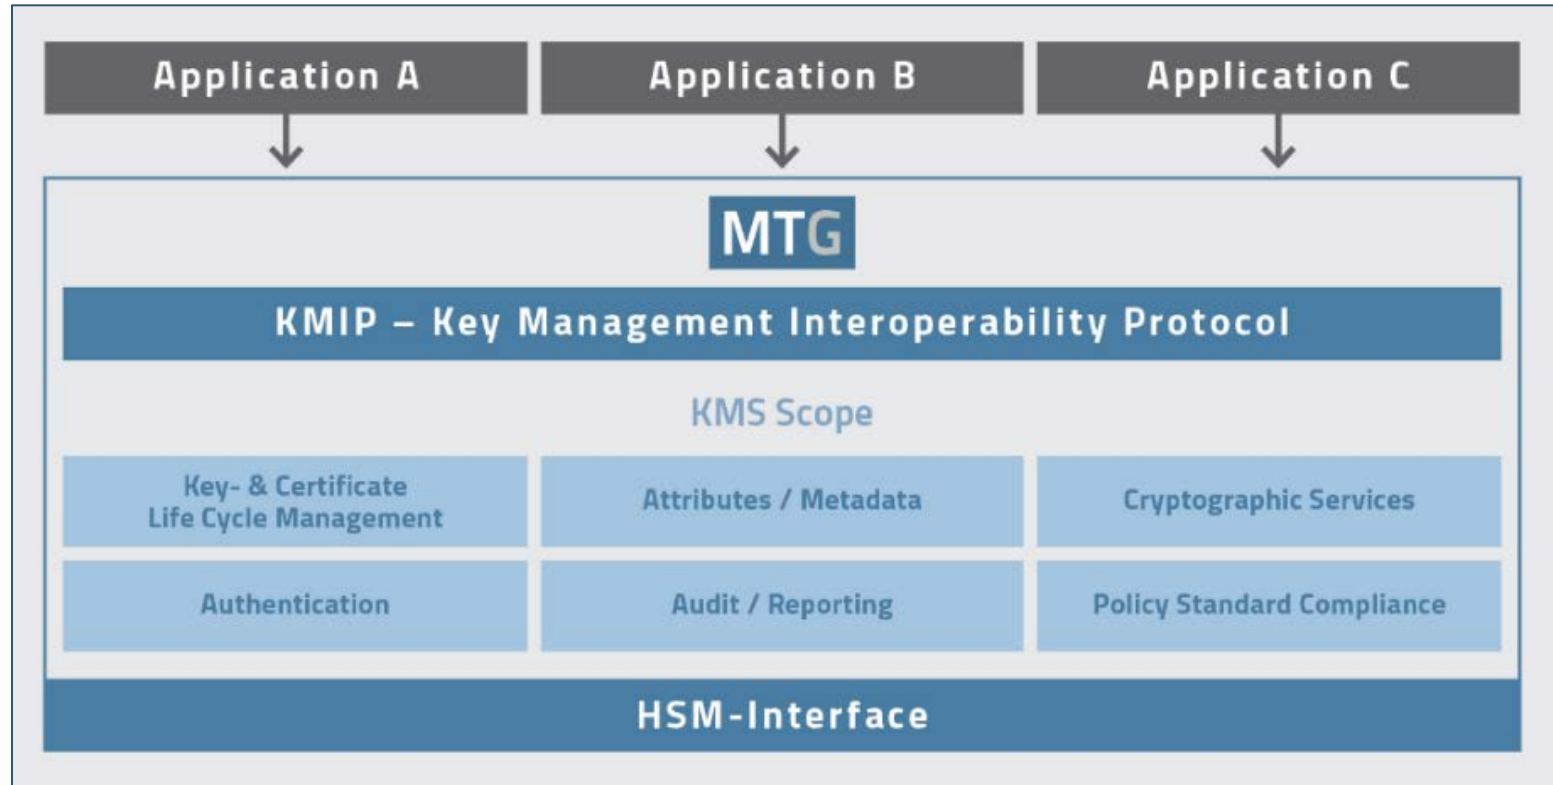 Application A
Application B
Application C
MTG
KMIP – Key Management Interoperability Protocol
KMS Scope
Key- & Certificate
Life Cycle Management
Attributes / Metadata
Cryptographic Services
Authentication
Audit / Reporting
Policy Standard Compliance
HSM-Interface